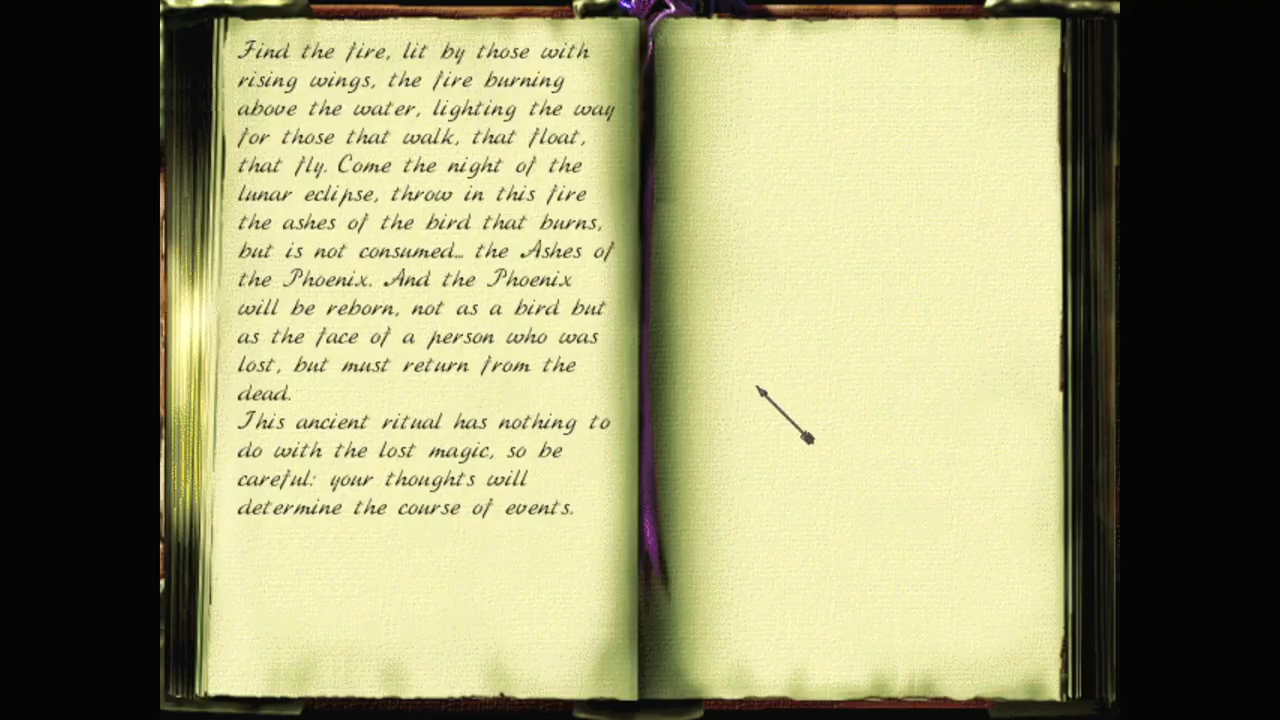 Find the fire, lit by those with
rising wings, the fire burning
above the water, lighting the way
for those that walk, that float,
that fly. Come the night of the
lunar eclipse, throw in this fire
the ashes of the bird that burns,
but is not consumed... the Ashes of
the Phoenix. And the Phoenix
will be reborn, not as a bird but
as the face of a person who was
lost, but must return from the
dead.
This ancient ritual has nothing to
do with the lost magic, so be
careful: your thoughts will
determine the course of events.